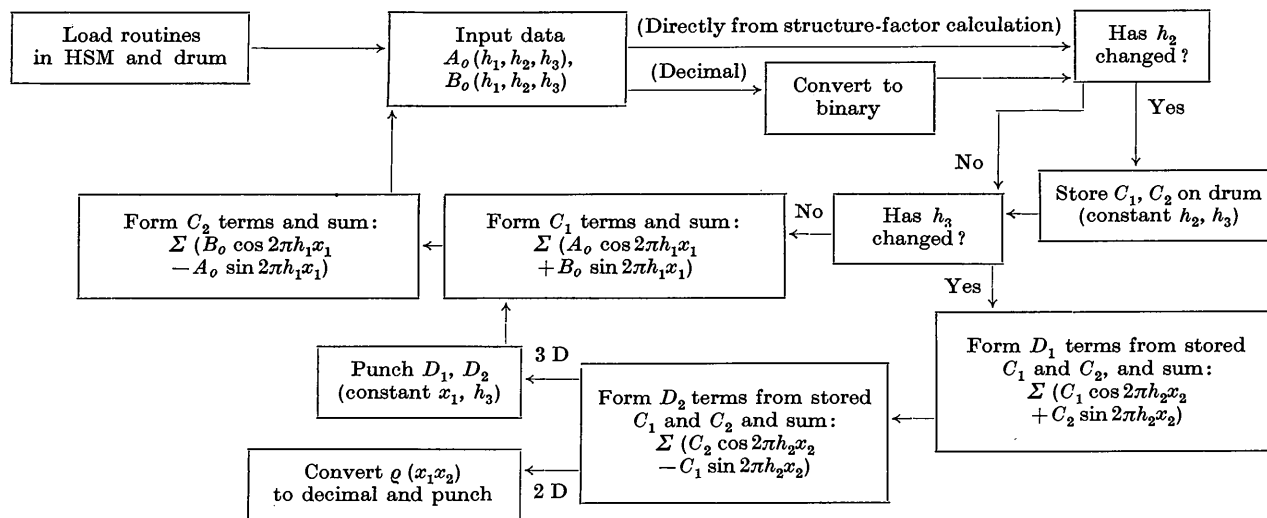 Load routines
in HSM and drum
Input data
A_o (h_1, h_2, h_3),
B_o (h_1, h_2, h_3)
(Directly from structure-factor calculation)
(Decimal)
Convert to
binary
Has h_2
changed?
Yes
No
Store C_1, C_2 on drum
(constant h_2, h_3)
Has h_3
changed?
No
Yes
Form C_1 terms and sum:
Σ (A_o cos 2πh_1x_1
+B_o sin 2πh_1x_1)
Form C_2 terms and sum:
Σ (B_o cos 2πh_1x_1
−A_o sin 2πh_1x_1)
Form D_1 terms from stored
C_1 and C_2, and sum:
Σ (C_1 cos 2πh_2x_2
+C_2 sin 2πh_2x_2)
Form D_2 terms from stored
C_1 and C_2 and sum:
Σ (C_2 cos 2πh_2x_2
−C_1 sin 2πh_2x_2)
3 D
Punch D_1, D_2
(constant x_1, h_3)
2 D
Convert ϱ (x_1x_2)
to decimal and punch